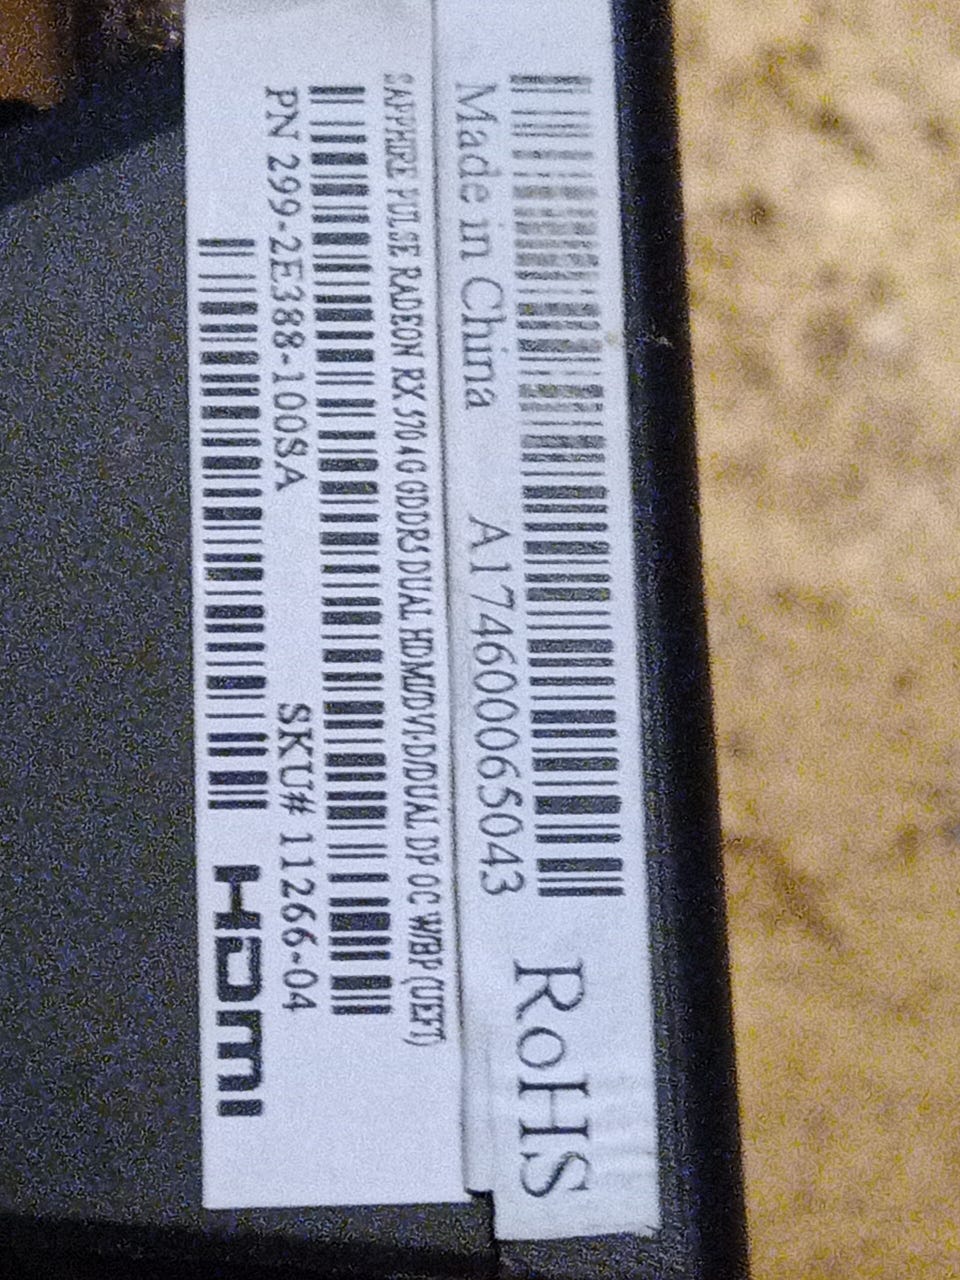 Made in China A174600065043 RoHS
SAPPHIRE PULSE RADEON RX 570 4G GDDR5 DUAL HDMI/DVI-D/DUAL DP OC W/BP (UEFI)
PN 299-2E388-100SA SKU# 11266-04
HDMI